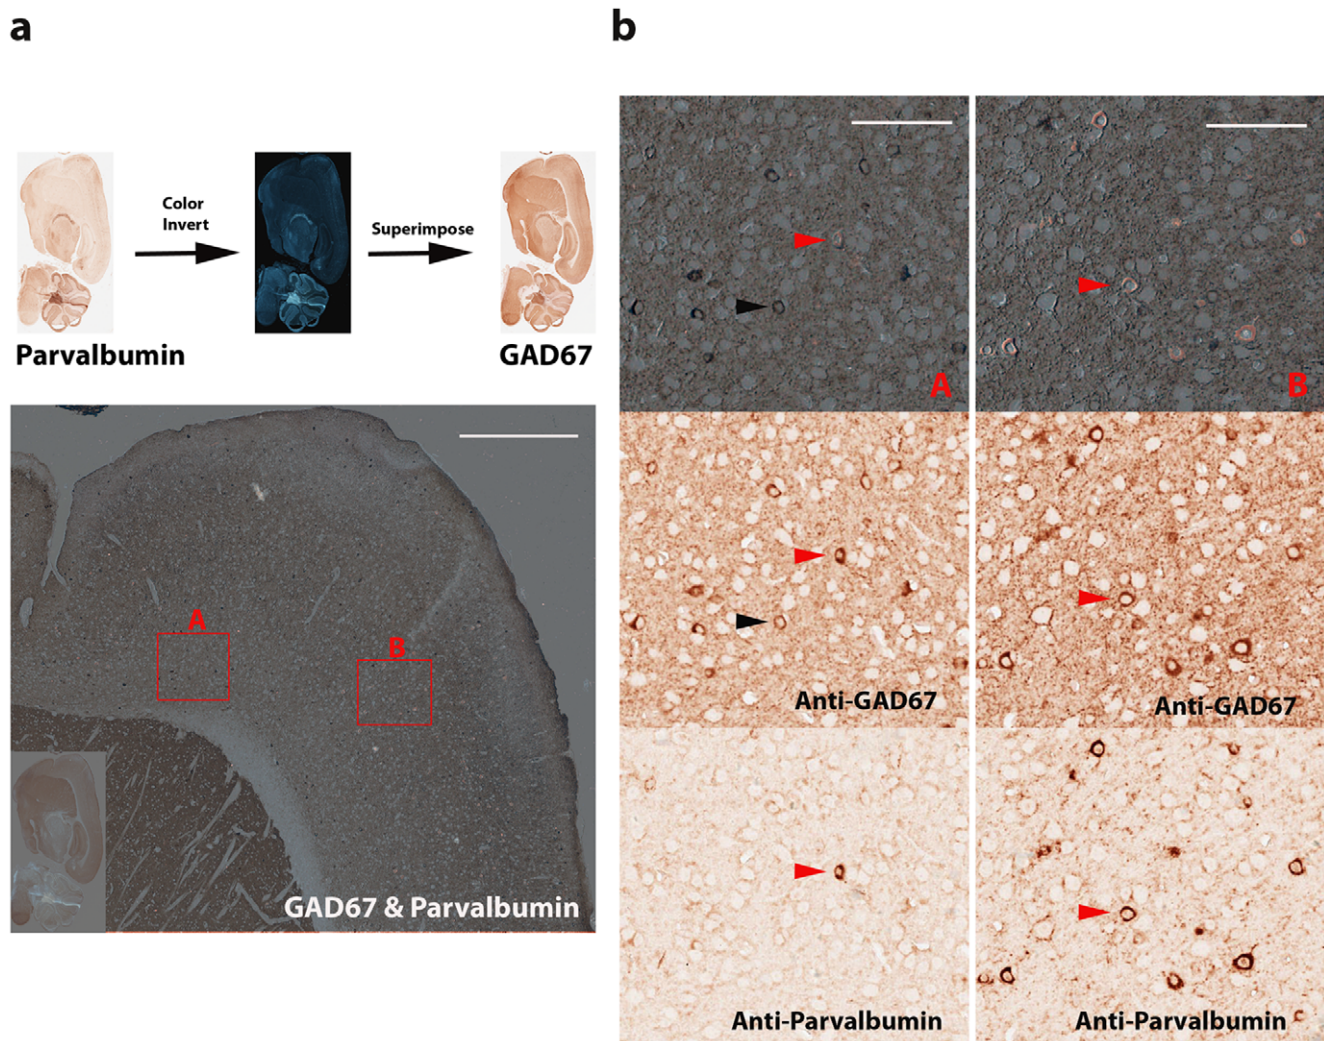 a
Color
Invert
Superimpose
Parvalbumin
GAD67
A
B
GAD67 & Parvalbumin
b
A
B
Anti-GAD67
Anti-GAD67
Anti-Parvalbumin
Anti-Parvalbumin